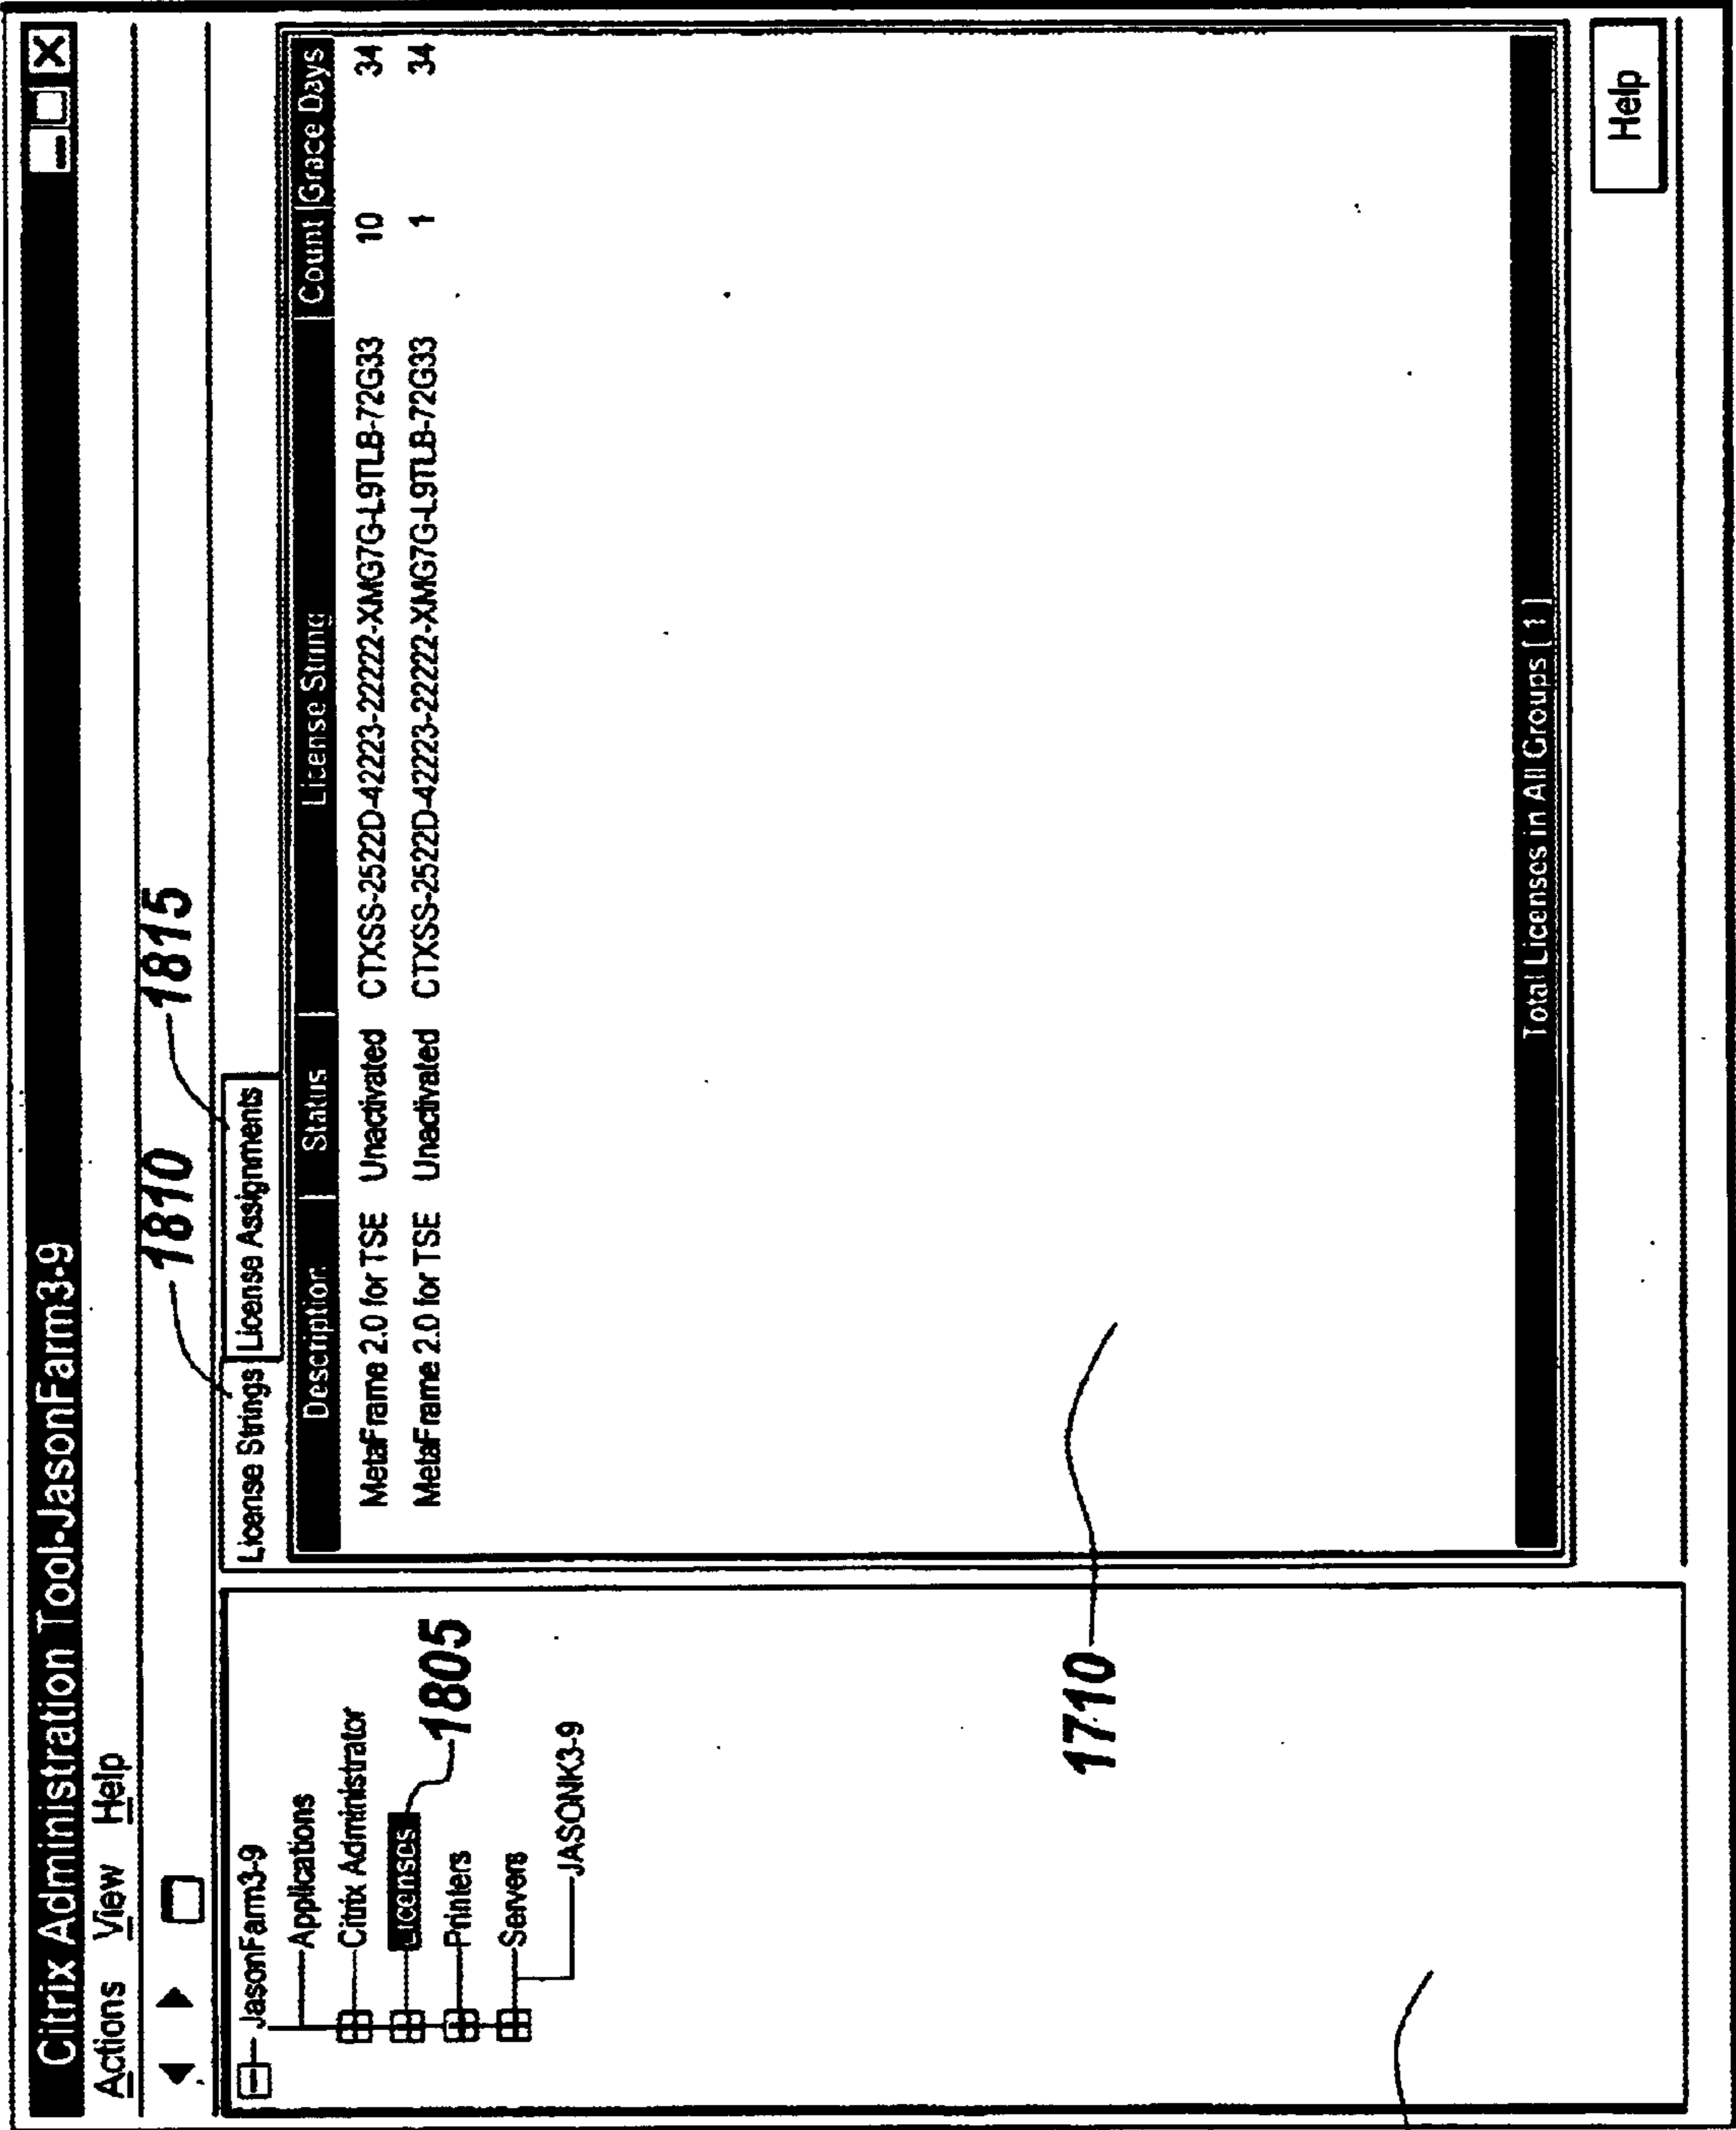 Citrix Administration Tool-JasonFarm3-9
Actions View Help
1810
1815
License Strings License Assignments
Description Status License String Count Grace Days
MetaFrame 2.0 for TSE Unactivated CTXSS-2522D-42223-22222-XMG7G-L9TLB-72G33 10 34
MetaFrame 2.0 for TSE Unactivated CTXSS-2522D-42223-22222-XMG7G-L9TLB-72G33 1 34
JasonFarm3-9
Applications
Citrix Administrator
Licenses
1805
Printers
Servers
JASONK3-9
1710
Total Licenses in All Groups [ 1 ]
Help